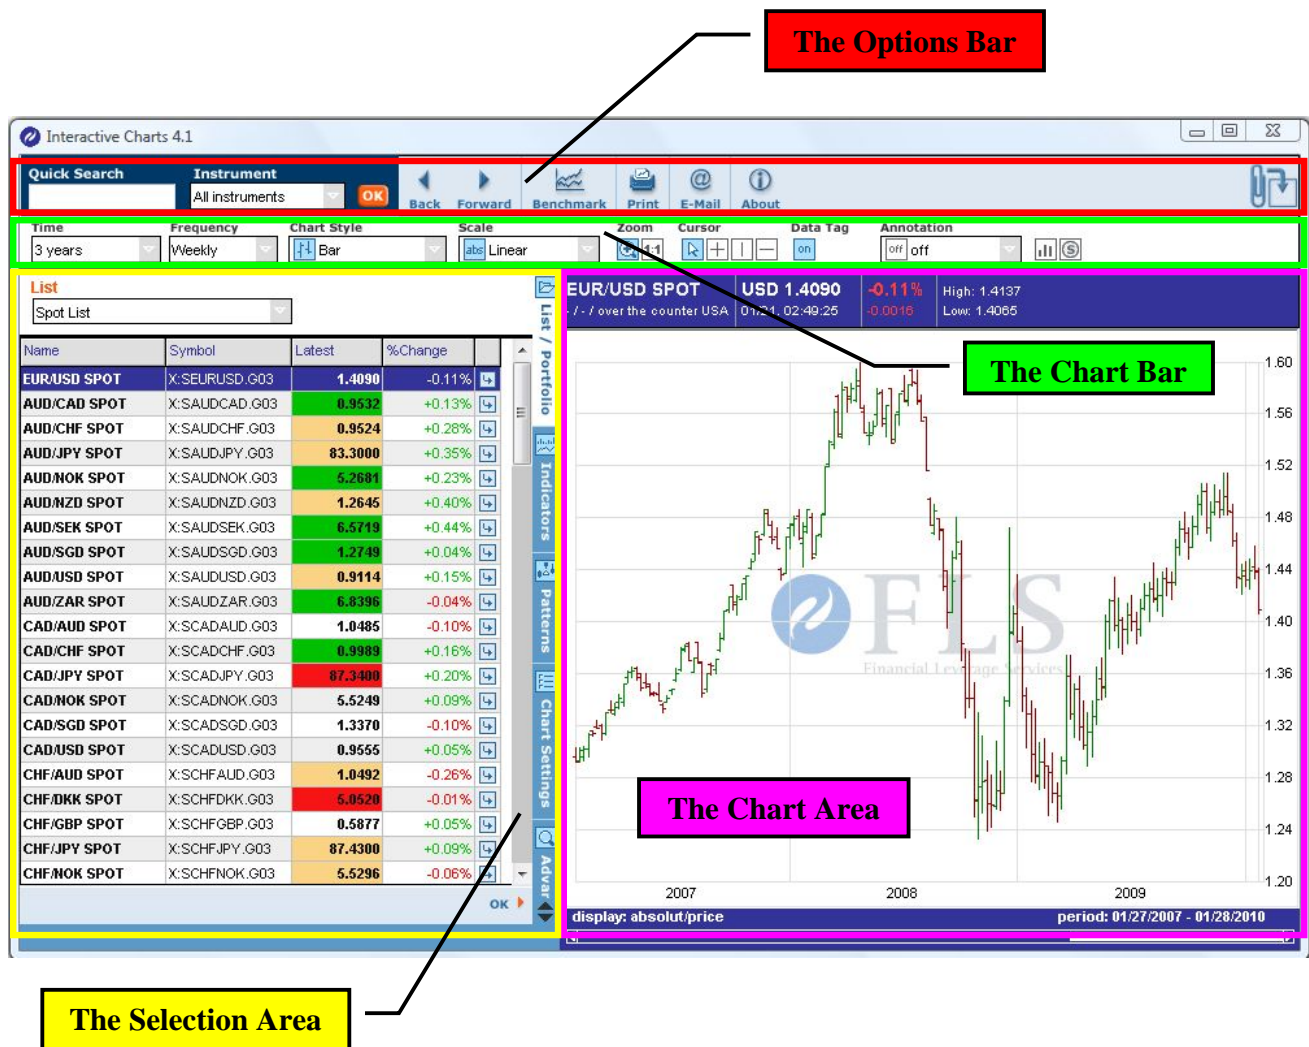 The Options Bar
Interactive Charts 4.1
Quick Search
Instrument
All instruments
OK
Back
Forward
Benchmark
Print
E-Mail
About
Time
Frequency
Chart Style
Scale
Zoom
Cursor
Data Tag
Annotation
3 years
Weekly
Bar
abs Linear
1:1
on
off off
List
Spot List
Name Symbol Latest %Change
EUR/USD SPOT X:SEURUSD.G03 1.4090 -0.11%
AUD/CAD SPOT X:SAUDCAD.G03 0.9532 +0.13%
AUD/CHF SPOT X:SAUDCHF.G03 0.9524 +0.28%
AUD/JPY SPOT X:SAUDJPY.G03 83.3000 +0.35%
AUD/NOK SPOT X:SAUDNOK.G03 5.2681 +0.23%
AUD/NZD SPOT X:SAUDNZD.G03 1.2645 +0.40%
AUD/SEK SPOT X:SAUDSEK.G03 6.5719 +0.44%
AUD/SGD SPOT X:SAUDSGD.G03 1.2749 +0.04%
AUD/USD SPOT X:SAUDUSD.G03 0.9114 +0.15%
AUD/ZAR SPOT X:SAUDZAR.G03 6.8396 -0.04%
CAD/AUD SPOT X:SCADAUD.G03 1.0485 -0.10%
CAD/CHF SPOT X:SCADCHF.G03 0.9989 +0.16%
CAD/JPY SPOT X:SCADJPY.G03 87.3400 +0.20%
CAD/NOK SPOT X:SCADNOK.G03 5.5249 +0.09%
CAD/SGD SPOT X:SCADSGD.G03 1.3370 -0.10%
CAD/USD SPOT X:SCADUSD.G03 0.9555 +0.05%
CHF/AUD SPOT X:SCHFAUD.G03 1.0492 -0.26%
CHF/DKK SPOT X:SCHFDKK.G03 5.0520 -0.01%
CHF/GBP SPOT X:SCHFGBP.G03 0.5877 +0.05%
CHF/JPY SPOT X:SCHFJPY.G03 87.4300 +0.09%
CHF/NOK SPOT X:SCHFNOK.G03 5.5296 -0.06%
OK
List / Portfolio
Indicators
Patterns
Chart Settings
Advar
EUR/USD SPOT
USD 1.4090
-0.11%
High: 1.4137
- / - / over the counter USA
01/21, 02:49:25
-0.0016
Low: 1.4065
The Chart Bar
1.60
1.56
1.52
1.48
1.44
1.40
1.36
1.32
1.28
1.24
1.20
FLS
Financial Leverage Services
The Chart Area
2007
2008
2009
display: absolut/price
period: 01/27/2007 - 01/28/2010
The Selection Area